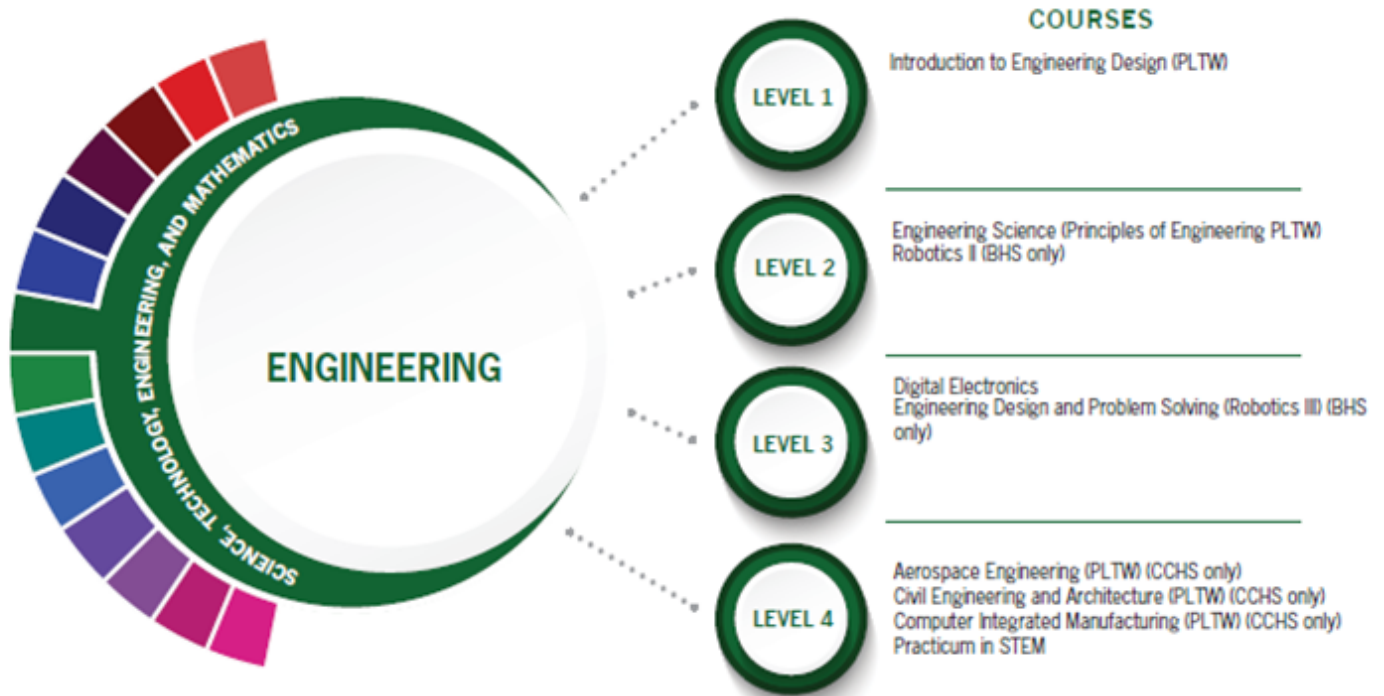 SCIENCE, TECHNOLOGY, ENGINEERING, AND MATHEMATICS
ENGINEERING
COURSES
LEVEL 1
Introduction to Engineering Design (PLTW)
LEVEL 2
Engineering Science (Principles of Engineering PLTW)
Robotics II (BHS only)
LEVEL 3
Digital Electronics
Engineering Design and Problem Solving (Robotics III) (BHS
only)
LEVEL 4
Aerospace Engineering (PLTW) (CCHS only)
Civil Engineering and Architecture (PLTW) (CCHS only)
Computer Integrated Manufacturing (PLTW) (CCHS only)
Practicum in STEM